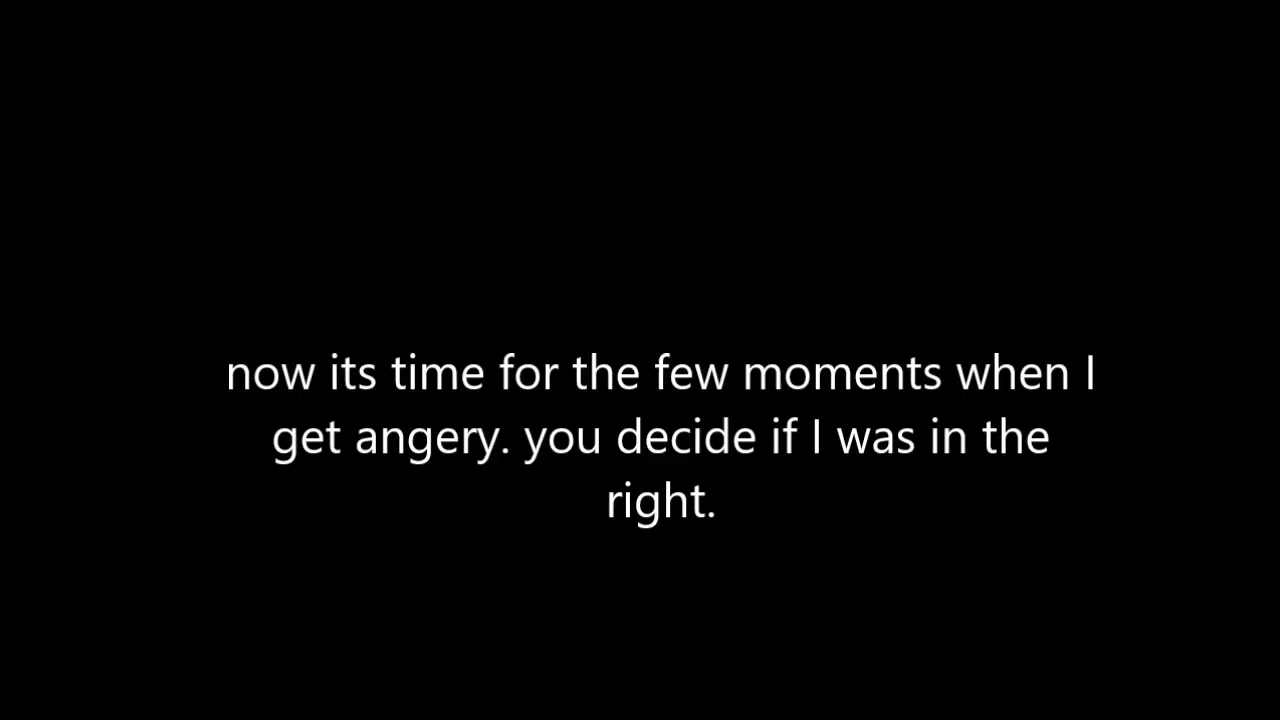 now its time for the few moments when I
get angery. you decide if I was in the
right.